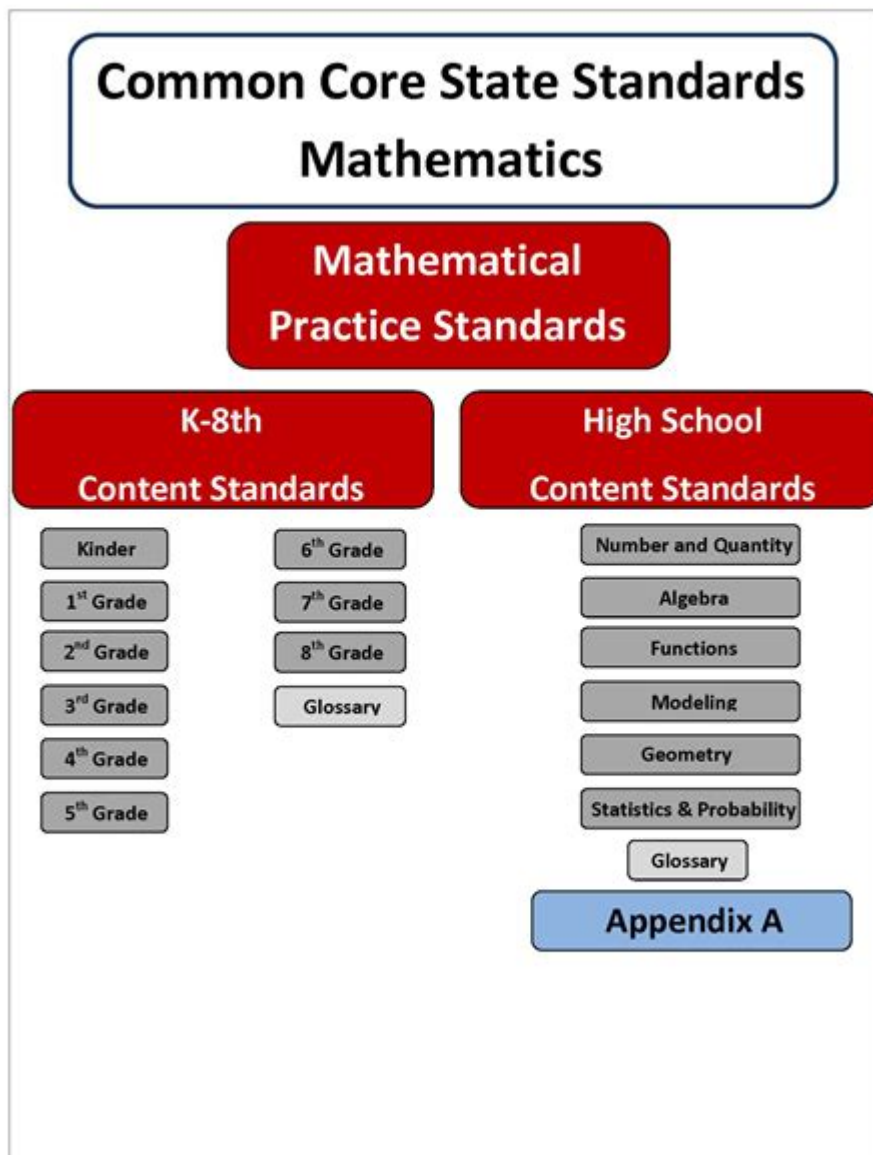 Common Core State Standards
Mathematics
Mathematical
Practice Standards
K-8th
Content Standards
Kinder
1st Grade
2nd Grade
3rd Grade
4th Grade
5th Grade
6th Grade
7th Grade
8th Grade
Glossary
High School
Content Standards
Number and Quantity
Algebra
Functions
Modeling
Geometry
Statistics & Probability
Glossary
Appendix A